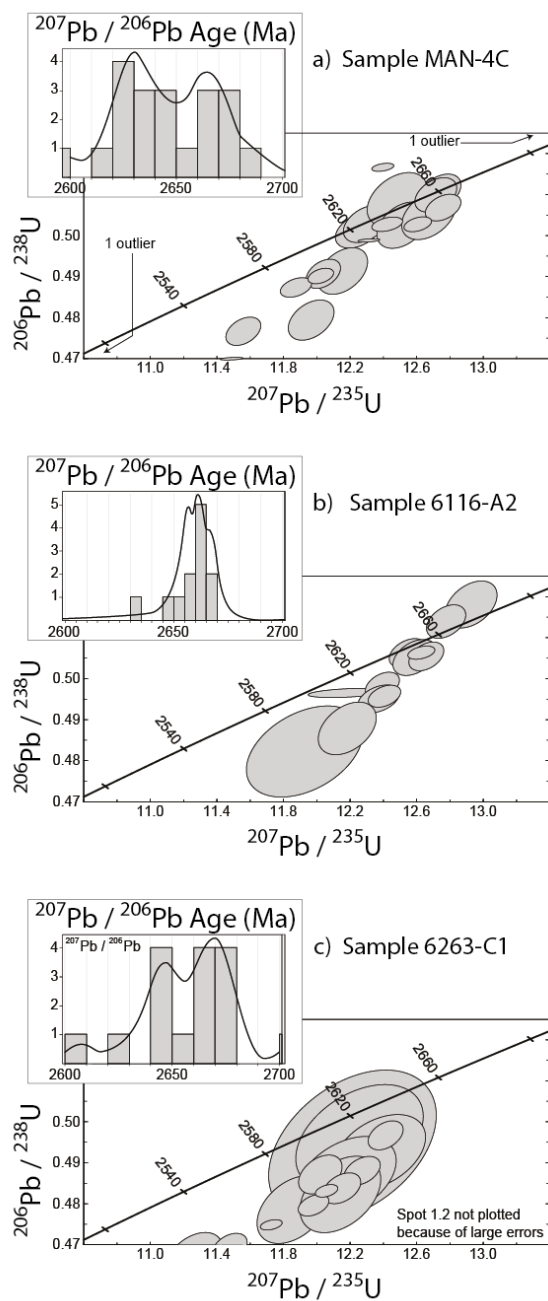 ²⁰⁷Pb / ²⁰⁶Pb Age (Ma)
a) Sample MAN-4C
4
3
2
1
2600 2650 2700
1 outlier
1 outlier
2660
2620
2580
2540
0.50
0.49
0.48
0.47
²⁰⁶Pb / ²³⁸U
11.0 11.4 11.8 12.2 12.6 13.0
²⁰⁷Pb / ²³⁵U
²⁰⁷Pb / ²⁰⁶Pb Age (Ma)
b) Sample 6116-A2
5
4
3
2
1
2600 2650 2700
2660
2620
2580
2540
0.50
0.49
0.48
0.47
²⁰⁶Pb / ²³⁸U
11.0 11.4 11.8 12.2 12.6 13.0
²⁰⁷Pb / ²³⁵U
²⁰⁷Pb / ²⁰⁶Pb Age (Ma)
c) Sample 6263-C1
²⁰⁷Pb / ²⁰⁶Pb
4
3
2
1
2600 2650 2700
2660
2620
2580
2540
0.50
0.49
0.48
0.47
²⁰⁶Pb / ²³⁸U
Spot 1.2 not plotted
because of large errors
11.0 11.4 11.8 12.2 12.6 13.0
²⁰⁷Pb / ²³⁵U